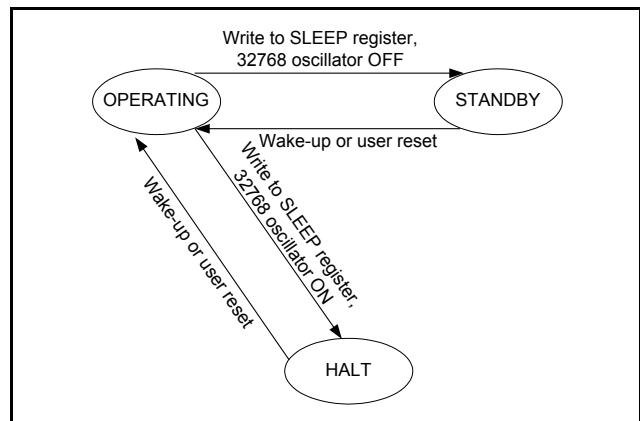 Write to SLEEP register,
32768 oscillator OFF
OPERATING
STANDBY
Wake-up or user reset
Write to SLEEP register,
32768 oscillator ON
Wake-up or user reset
HALT